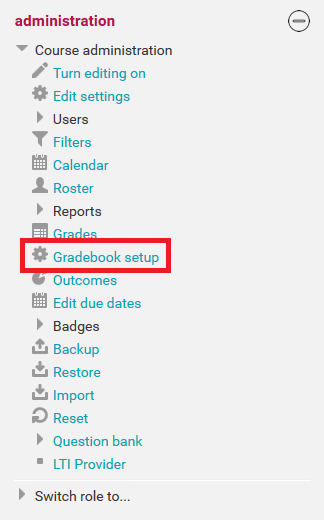 administration
Course administration
Turn editing on
Edit settings
Users
Filters
Calendar
Roster
Reports
Grades
Gradebook setup
Outcomes
Edit due dates
Badges
Backup
Restore
Import
Reset
Question bank
LTI Provider
Switch role to...